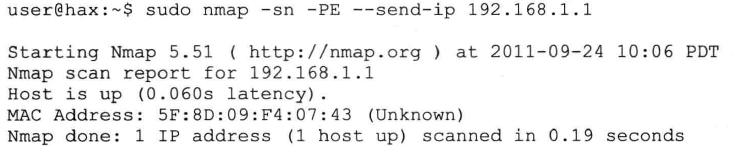 user@hax:~$ sudo nmap -sn -PE --send-ip 192.168.1.1
Starting Nmap 5.51 ( http://nmap.org ) at 2011-09-24 10:06 PDT
Nmap scan report for 192.168.1.1
Host is up (0.060s latency).
MAC Address: 5F:8D:09:F4:07:43 (Unknown)
Nmap done: 1 IP address (1 host up) scanned in 0.19 seconds